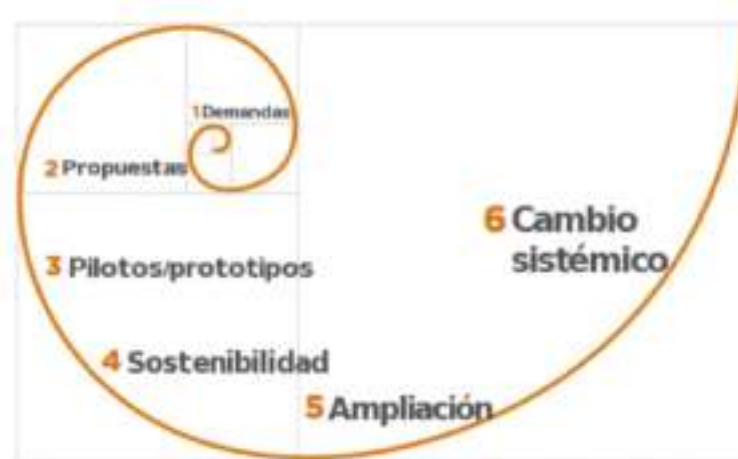 1 Demandas
2 Propuestas
3 Pilotos/prototipos
4 Sostenibilidad
5 Ampliación
6 Cambio
sistémico